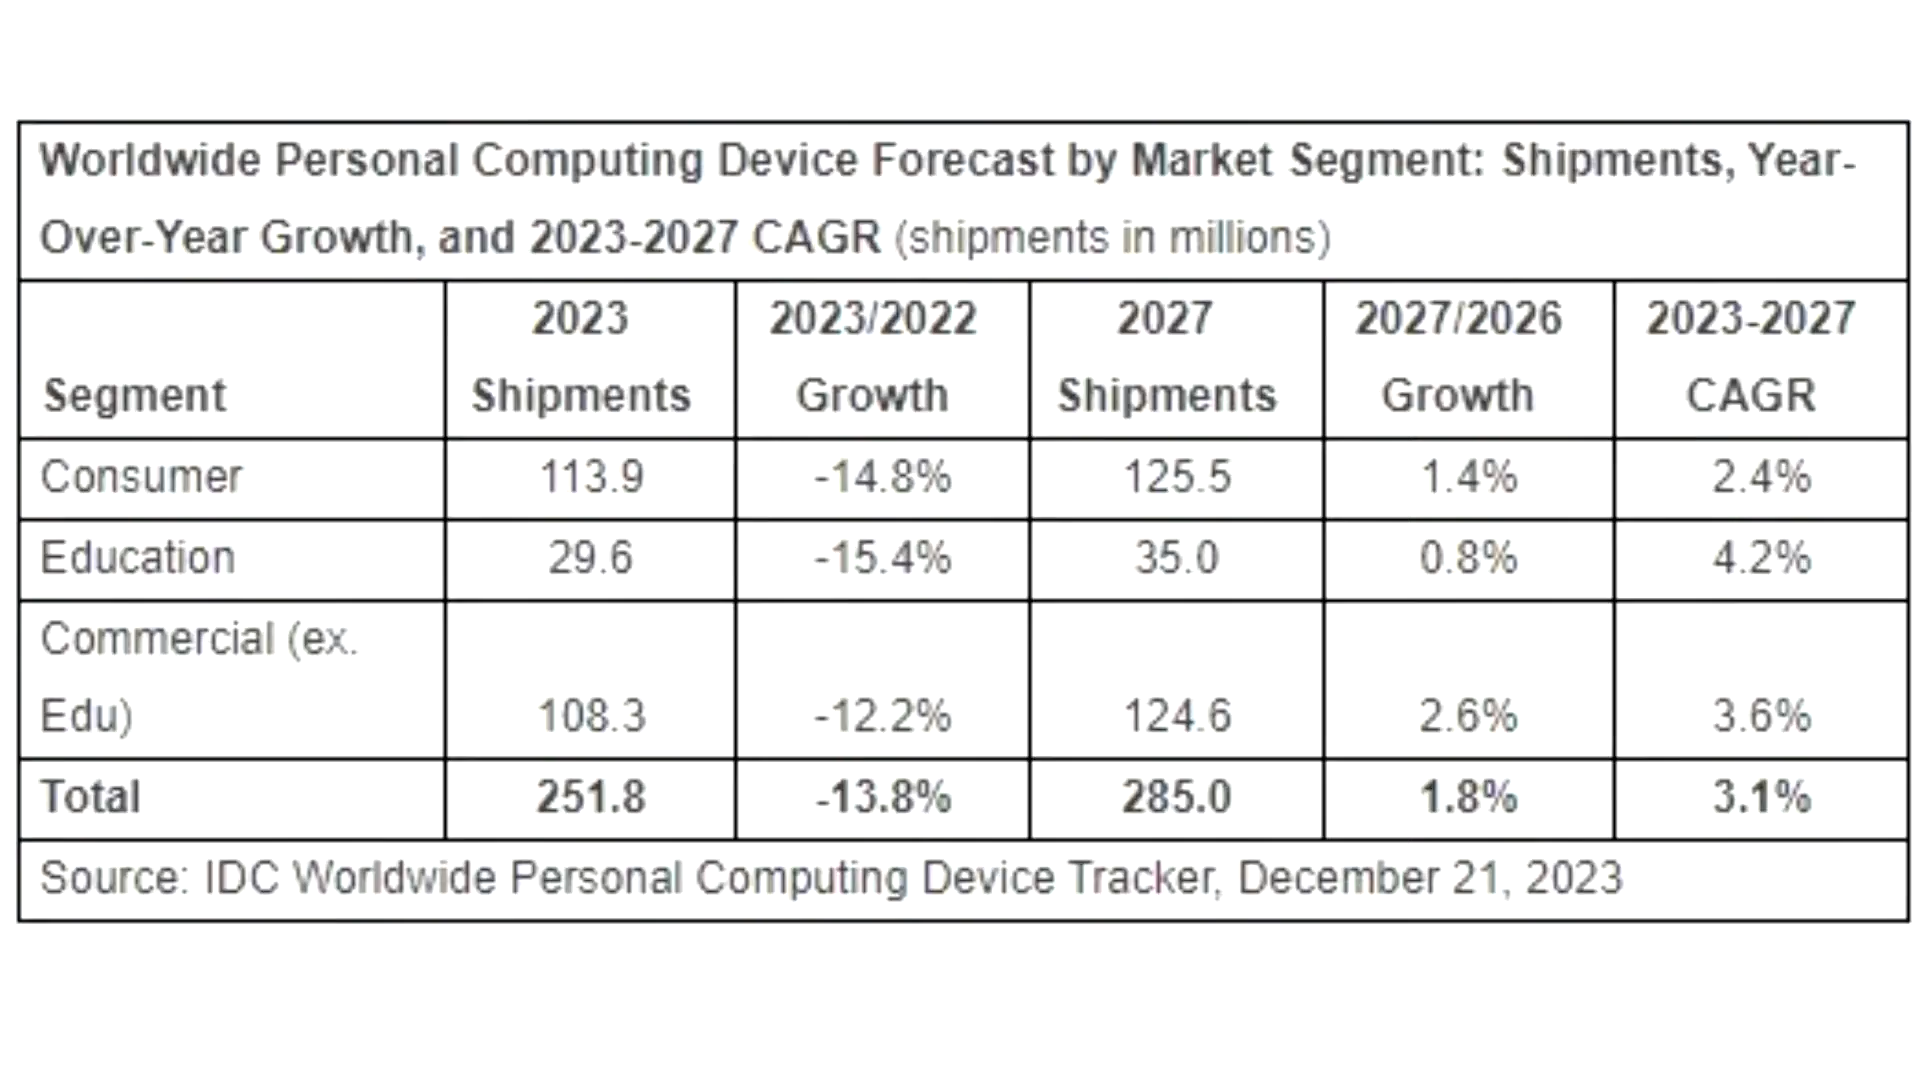 Worldwide Personal Computing Device Forecast by Market Segment: Shipments, Year-
Over-Year Growth, and 2023-2027 CAGR (shipments in millions)
Segment 2023 Shipments 2023/2022 Growth 2027 Shipments 2027/2026 Growth 2023-2027 CAGR
Consumer 113.9 -14.8% 125.5 1.4% 2.4%
Education 29.6 -15.4% 35.0 0.8% 4.2%
Commercial (ex. Edu) 108.3 -12.2% 124.6 2.6% 3.6%
Total 251.8 -13.8% 285.0 1.8% 3.1%
Source: IDC Worldwide Personal Computing Device Tracker, December 21, 2023